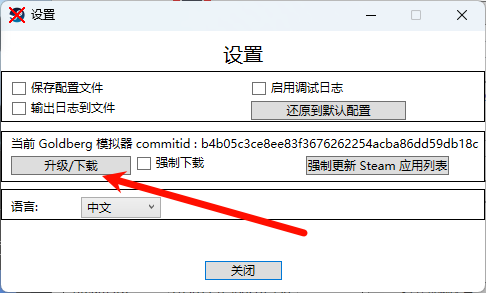 设置
设置
保存配置文件
启用调试日志
输出日志到文件
还原到默认配置
当前 Goldberg 模拟器 commitid : b4b05c3ce8ee83f3676262254acba86dd59db18c
升级/下载
强制下载
强制更新 Steam 应用列表
语言:
中文
关闭